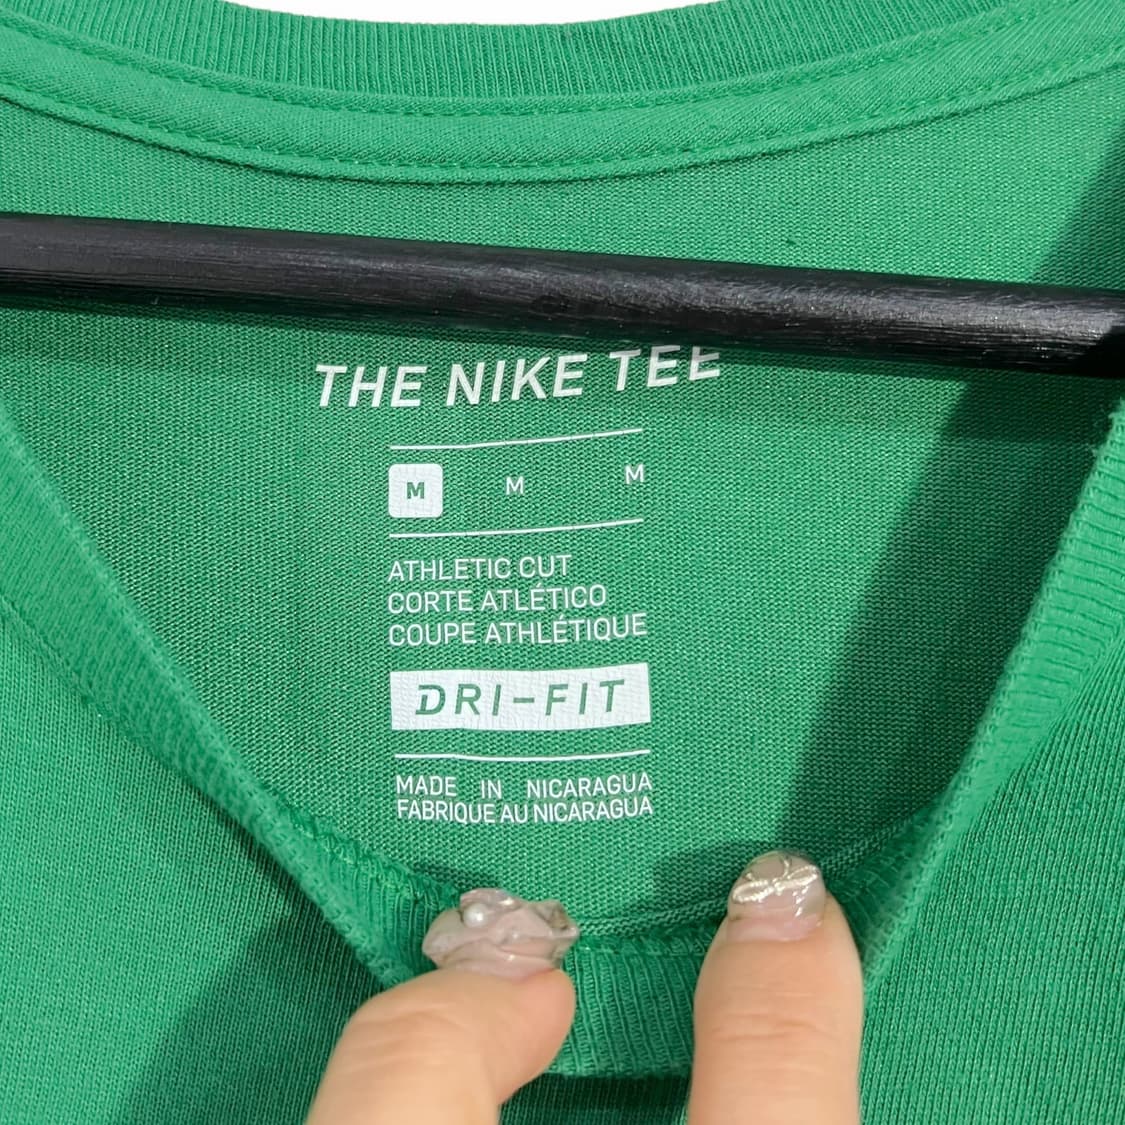 THE NIKE TEE
M M M
ATHLETIC CUT
CORTE ATLÉTICO
COUPE ATHLÉTIQUE
DRI-FIT
MADE IN NICARAGUA
FABRIQUE AU NICARAGUA